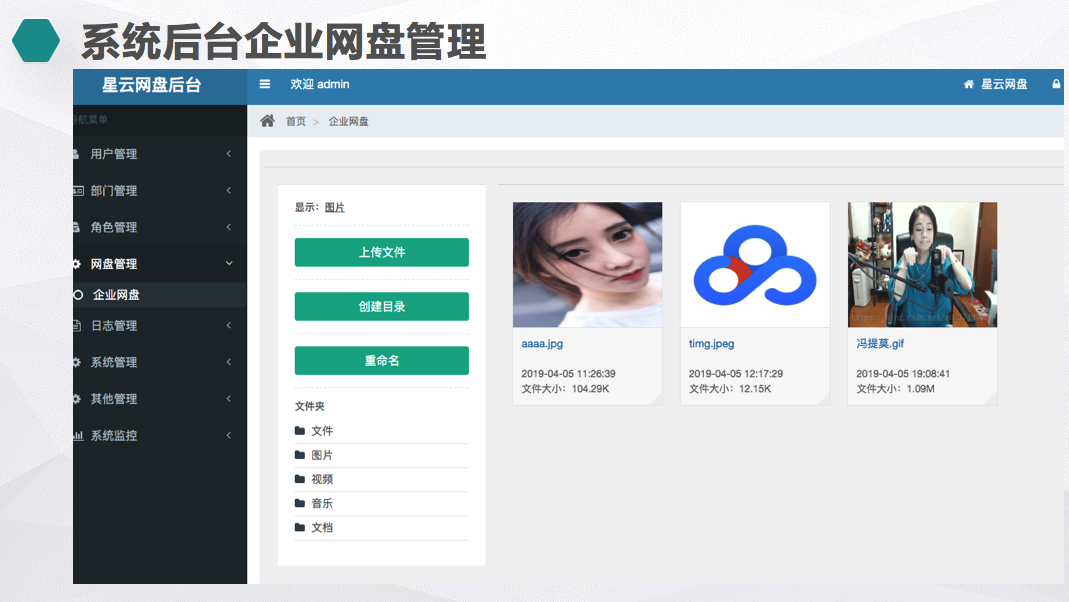 系统后台企业网盘管理
星云网盘后台
欢迎 admin
星云网盘
导航菜单
首页 > 企业网盘
用户管理
部门管理
角色管理
网盘管理
企业网盘
日志管理
系统管理
其他管理
系统监控
显示：图片
上传文件
创建目录
重命名
文件夹
文件
图片
视频
音乐
文档
aaaa.jpg
2019-04-05 11:26:39
文件大小：104.29K
timg.jpeg
2019-04-05 12:17:29
文件大小：12.15K
冯提莫.gif
2019-04-05 19:08:41
文件大小：1.09M